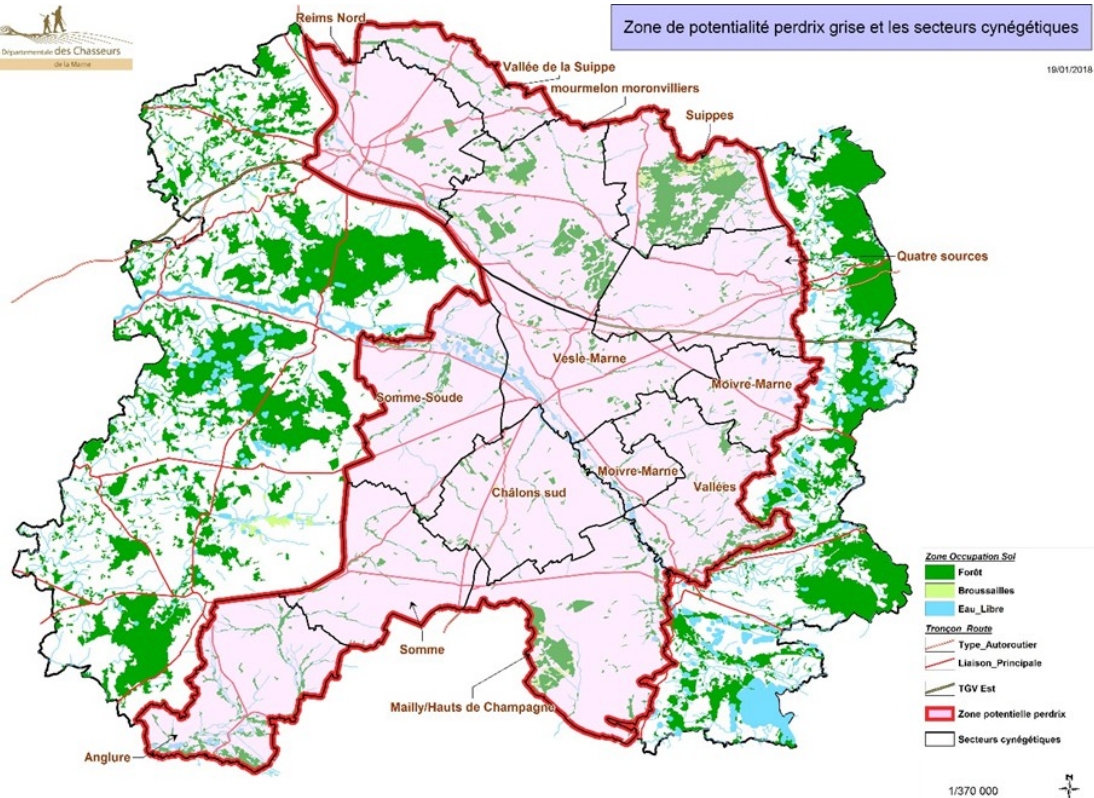 Départementale des Chasseurs
de la Marne
Zone de potentialité perdrix grise et les secteurs cynégétiques
19/01/2018
Reims Nord
Vallée de la Suippe
mourmelon moronvilliers
Suippes
Quatre sources
Vesle-Marne
Moivre-Marne
Somme-Soude
Moivre-Marne
Vallées
Châlons sud
Somme
Mailly/Hauts de Champagne
Anglure
Zone Occupation Sol
Forêt
Broussailles
Eau_Libre
Tronçon_Route
Type_Autoroutier
Liaison_Principale
TGV Est
Zone potentielle perdrix
Secteurs cynégétiques
1/370 000
N